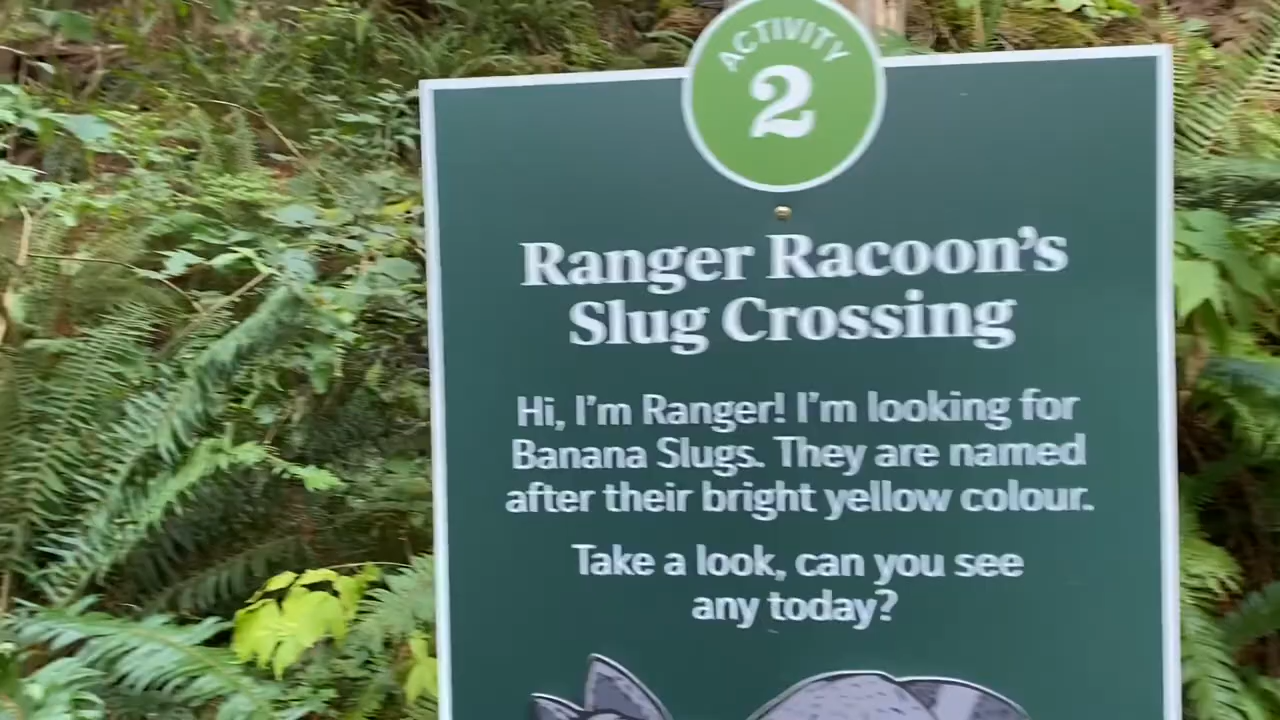 ACTIVITY
2
Ranger Racoon's
Slug Crossing
Hi, I'm Ranger! I'm looking for
Banana Slugs. They are named
after their bright yellow colour.
Take a look, can you see
any today?